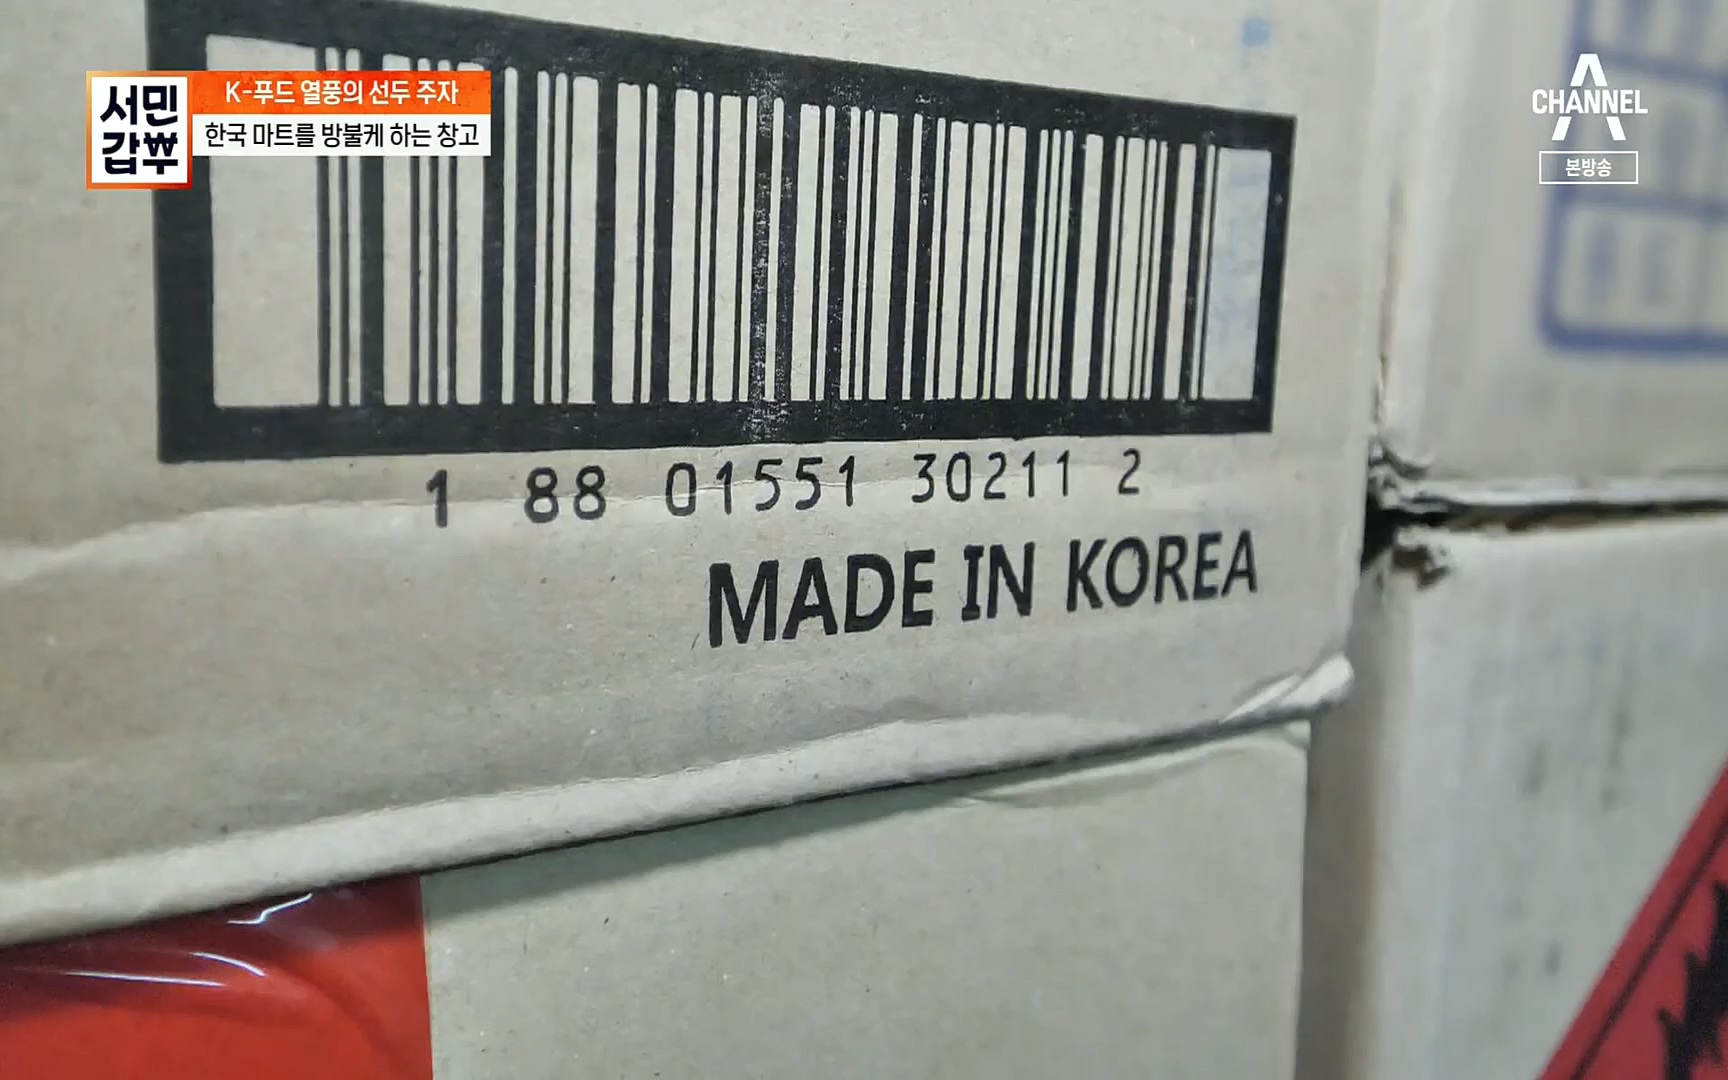 서민
갑부
K-푸드 열풍의 선두 주자
한국 마트를 방불케 하는 창고
CHANNEL A
본방송
1 88 01551 30211 2
MADE IN KOREA